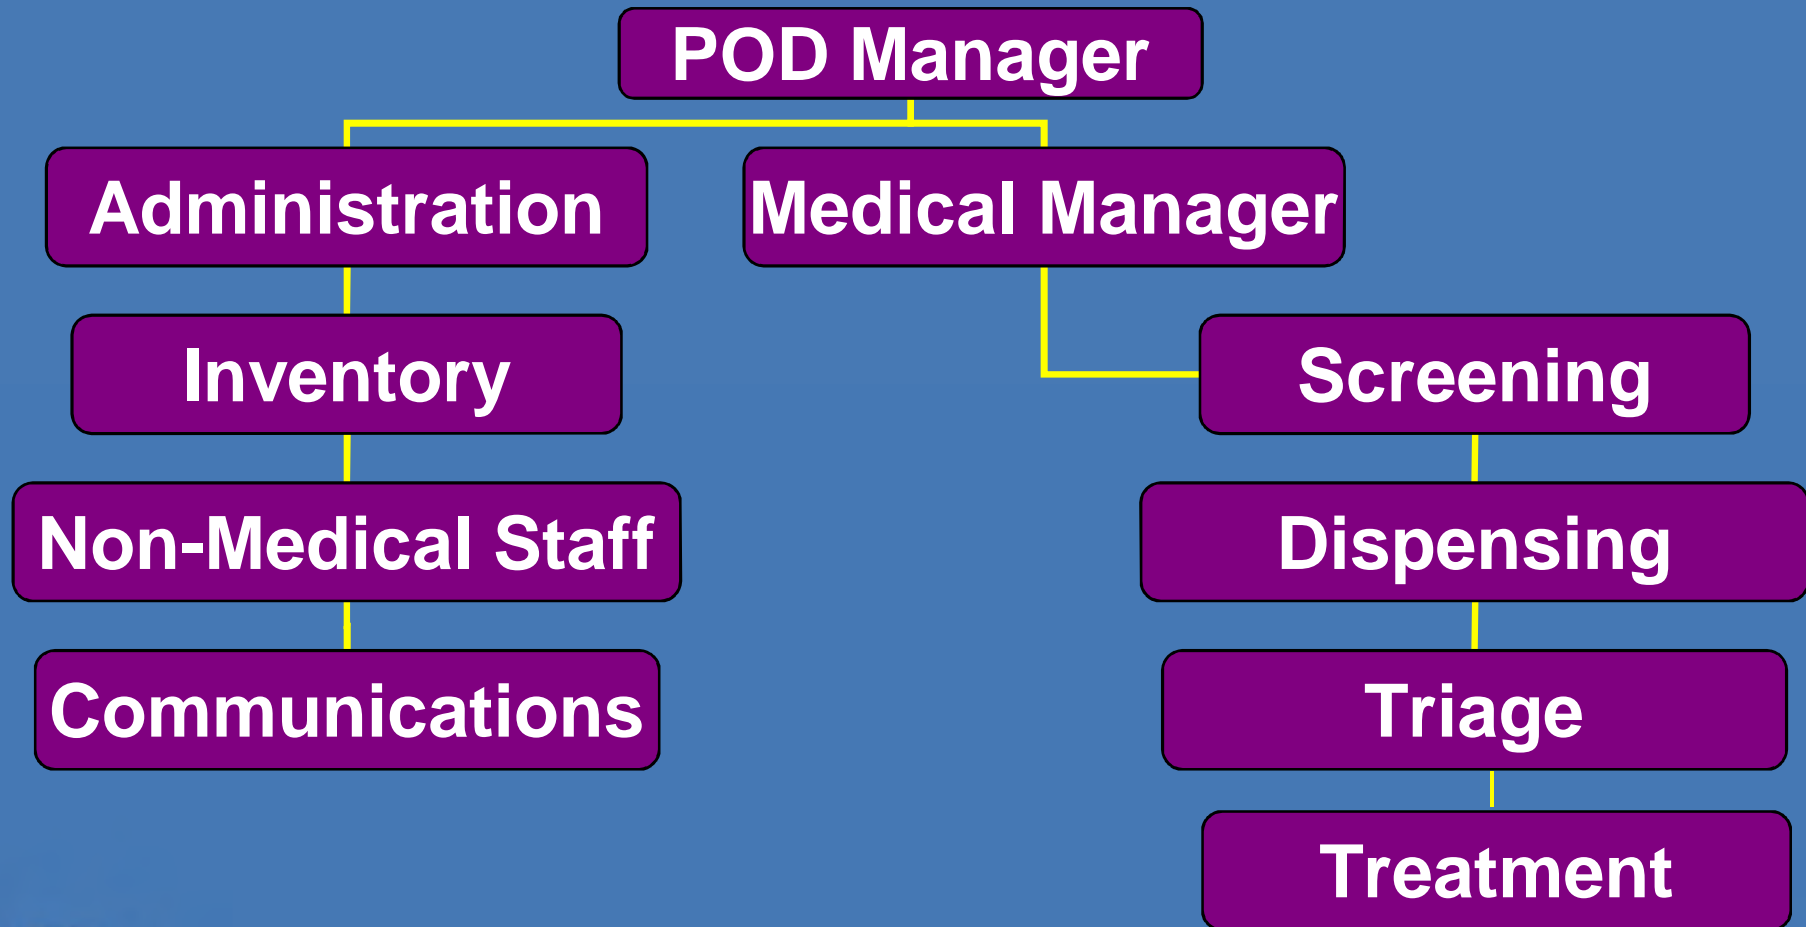 POD Manager
Administration
Medical Manager
Inventory
Screening
Non-Medical Staff
Dispensing
Communications
Triage
Treatment